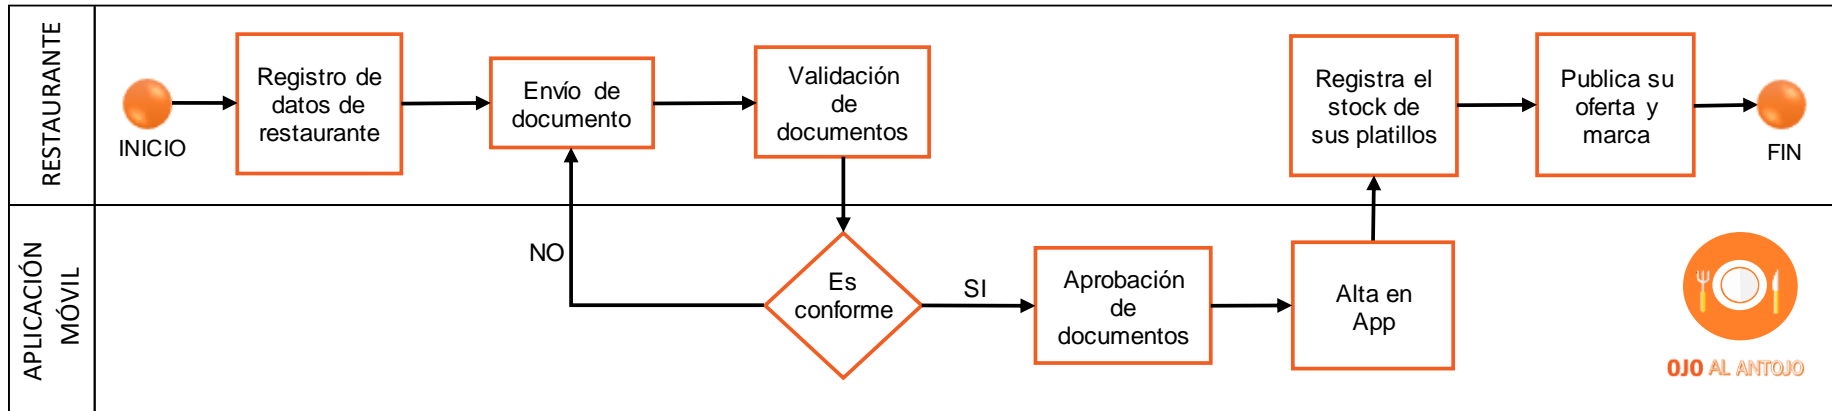 RESTAURANTE
INICIO
Registro de
datos de
restaurante
Envío de
documento
Validación
de
documentos
Registra el
stock de
sus platillos
Publica su
oferta y
marca
FIN
APLICACIÓN
MÓVIL
NO
Es
conforme
SI
Aprobación
de
documentos
Alta en
App
OJO AL ANTOJO